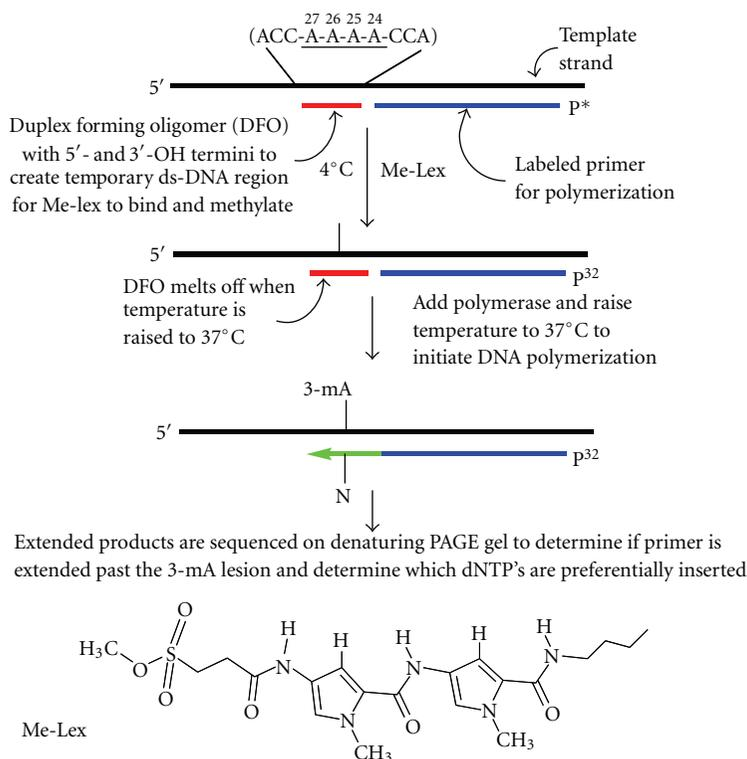 27 26 25 24
(ACC-A-A-A-A-CCA)
Template
strand
5′
P*
Duplex forming oligomer (DFO)
with 5′- and 3′-OH termini to
create temporary ds-DNA region
for Me-lex to bind and methylate
4°C
Me-Lex
Labeled primer
for polymerization
5′
P32
DFO melts off when
temperature is
raised to 37°C
Add polymerase and raise
temperature to 37°C to
initiate DNA polymerization
3-mA
5′
P32
N
Extended products are sequenced on denaturing PAGE gel to determine if primer is
extended past the 3-mA lesion and determine which dNTP's are preferentially inserted
O
H3C
O
S
O
O
H
N
H
N
CH3
O
H
N
H
N
CH3
O
H
N
Me-Lex